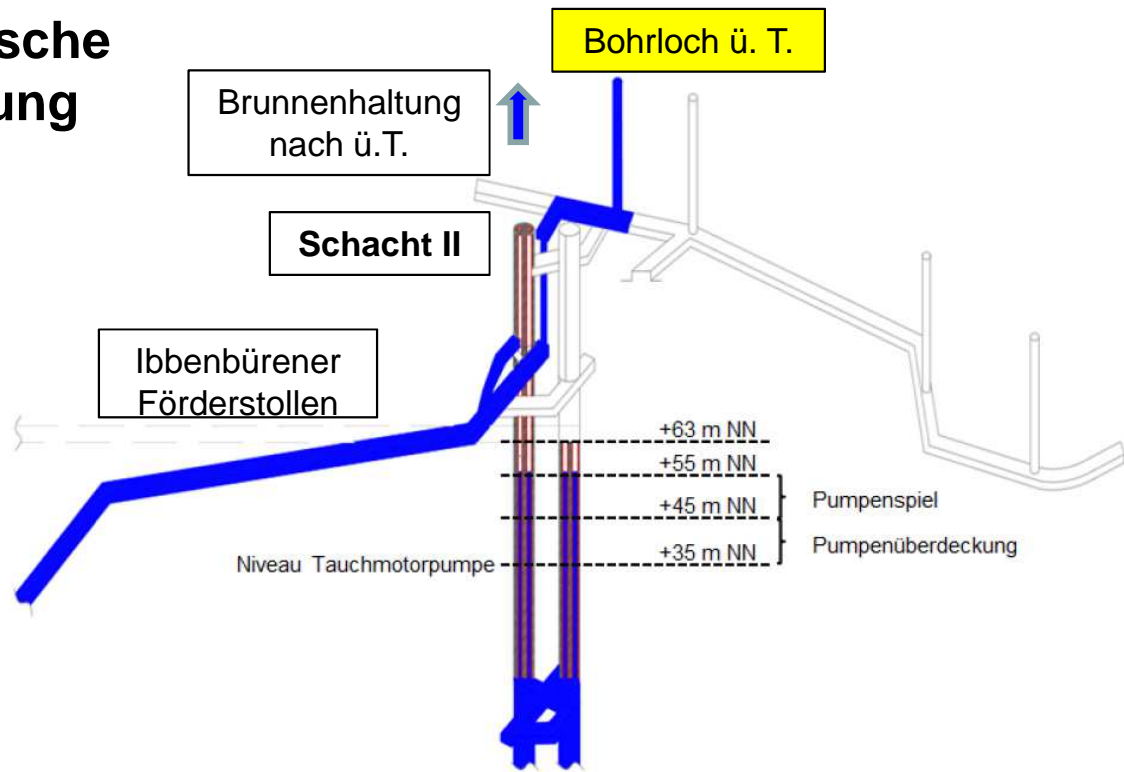 sche
ung
Bohrloch ü. T.
Brunnenhaltung
nach ü.T.
Schacht II
Ibbenbürener
Förderstollen
+63 m NN
+55 m NN
+45 m NN
Pumpenspiel
+35 m NN
Pumpenüberdeckung
Niveau Tauchmotorpumpe